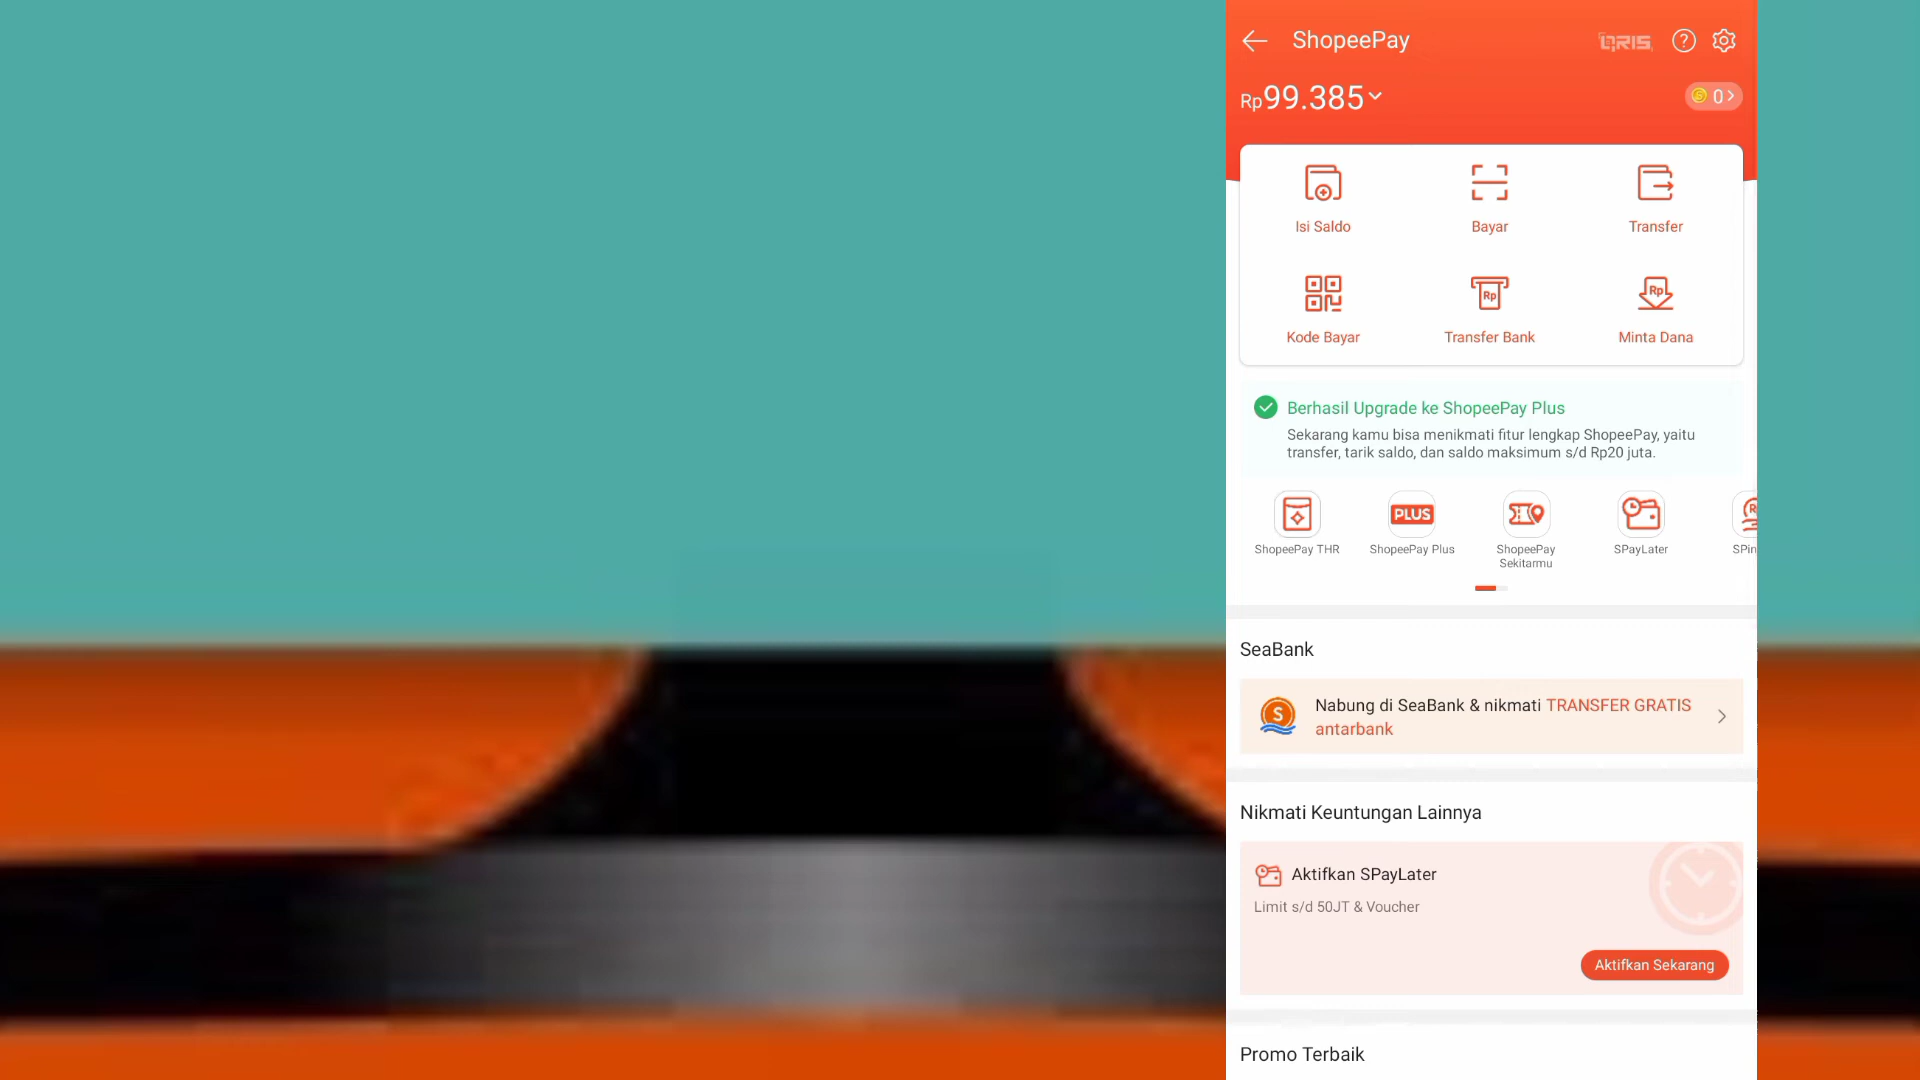 ShopeePay
QRIS
Rp99.385
0
Isi Saldo
Bayar
Transfer
Kode Bayar
Rp
Transfer Bank
Rp
Minta Dana
Berhasil Upgrade ke ShopeePay Plus
Sekarang kamu bisa menikmati fitur lengkap ShopeePay, yaitu
transfer, tarik saldo, dan saldo maksimum s/d Rp20 juta.
PLUS
ShopeePay THR
ShopeePay Plus
ShopeePay
Sekitarmu
SPayLater
SPin
SeaBank
S
Nabung di SeaBank & nikmati TRANSFER GRATIS
antarbank
Nikmati Keuntungan Lainnya
Aktifkan SPayLater
Limit s/d 50JT & Voucher
Aktifkan Sekarang
Promo Terbaik